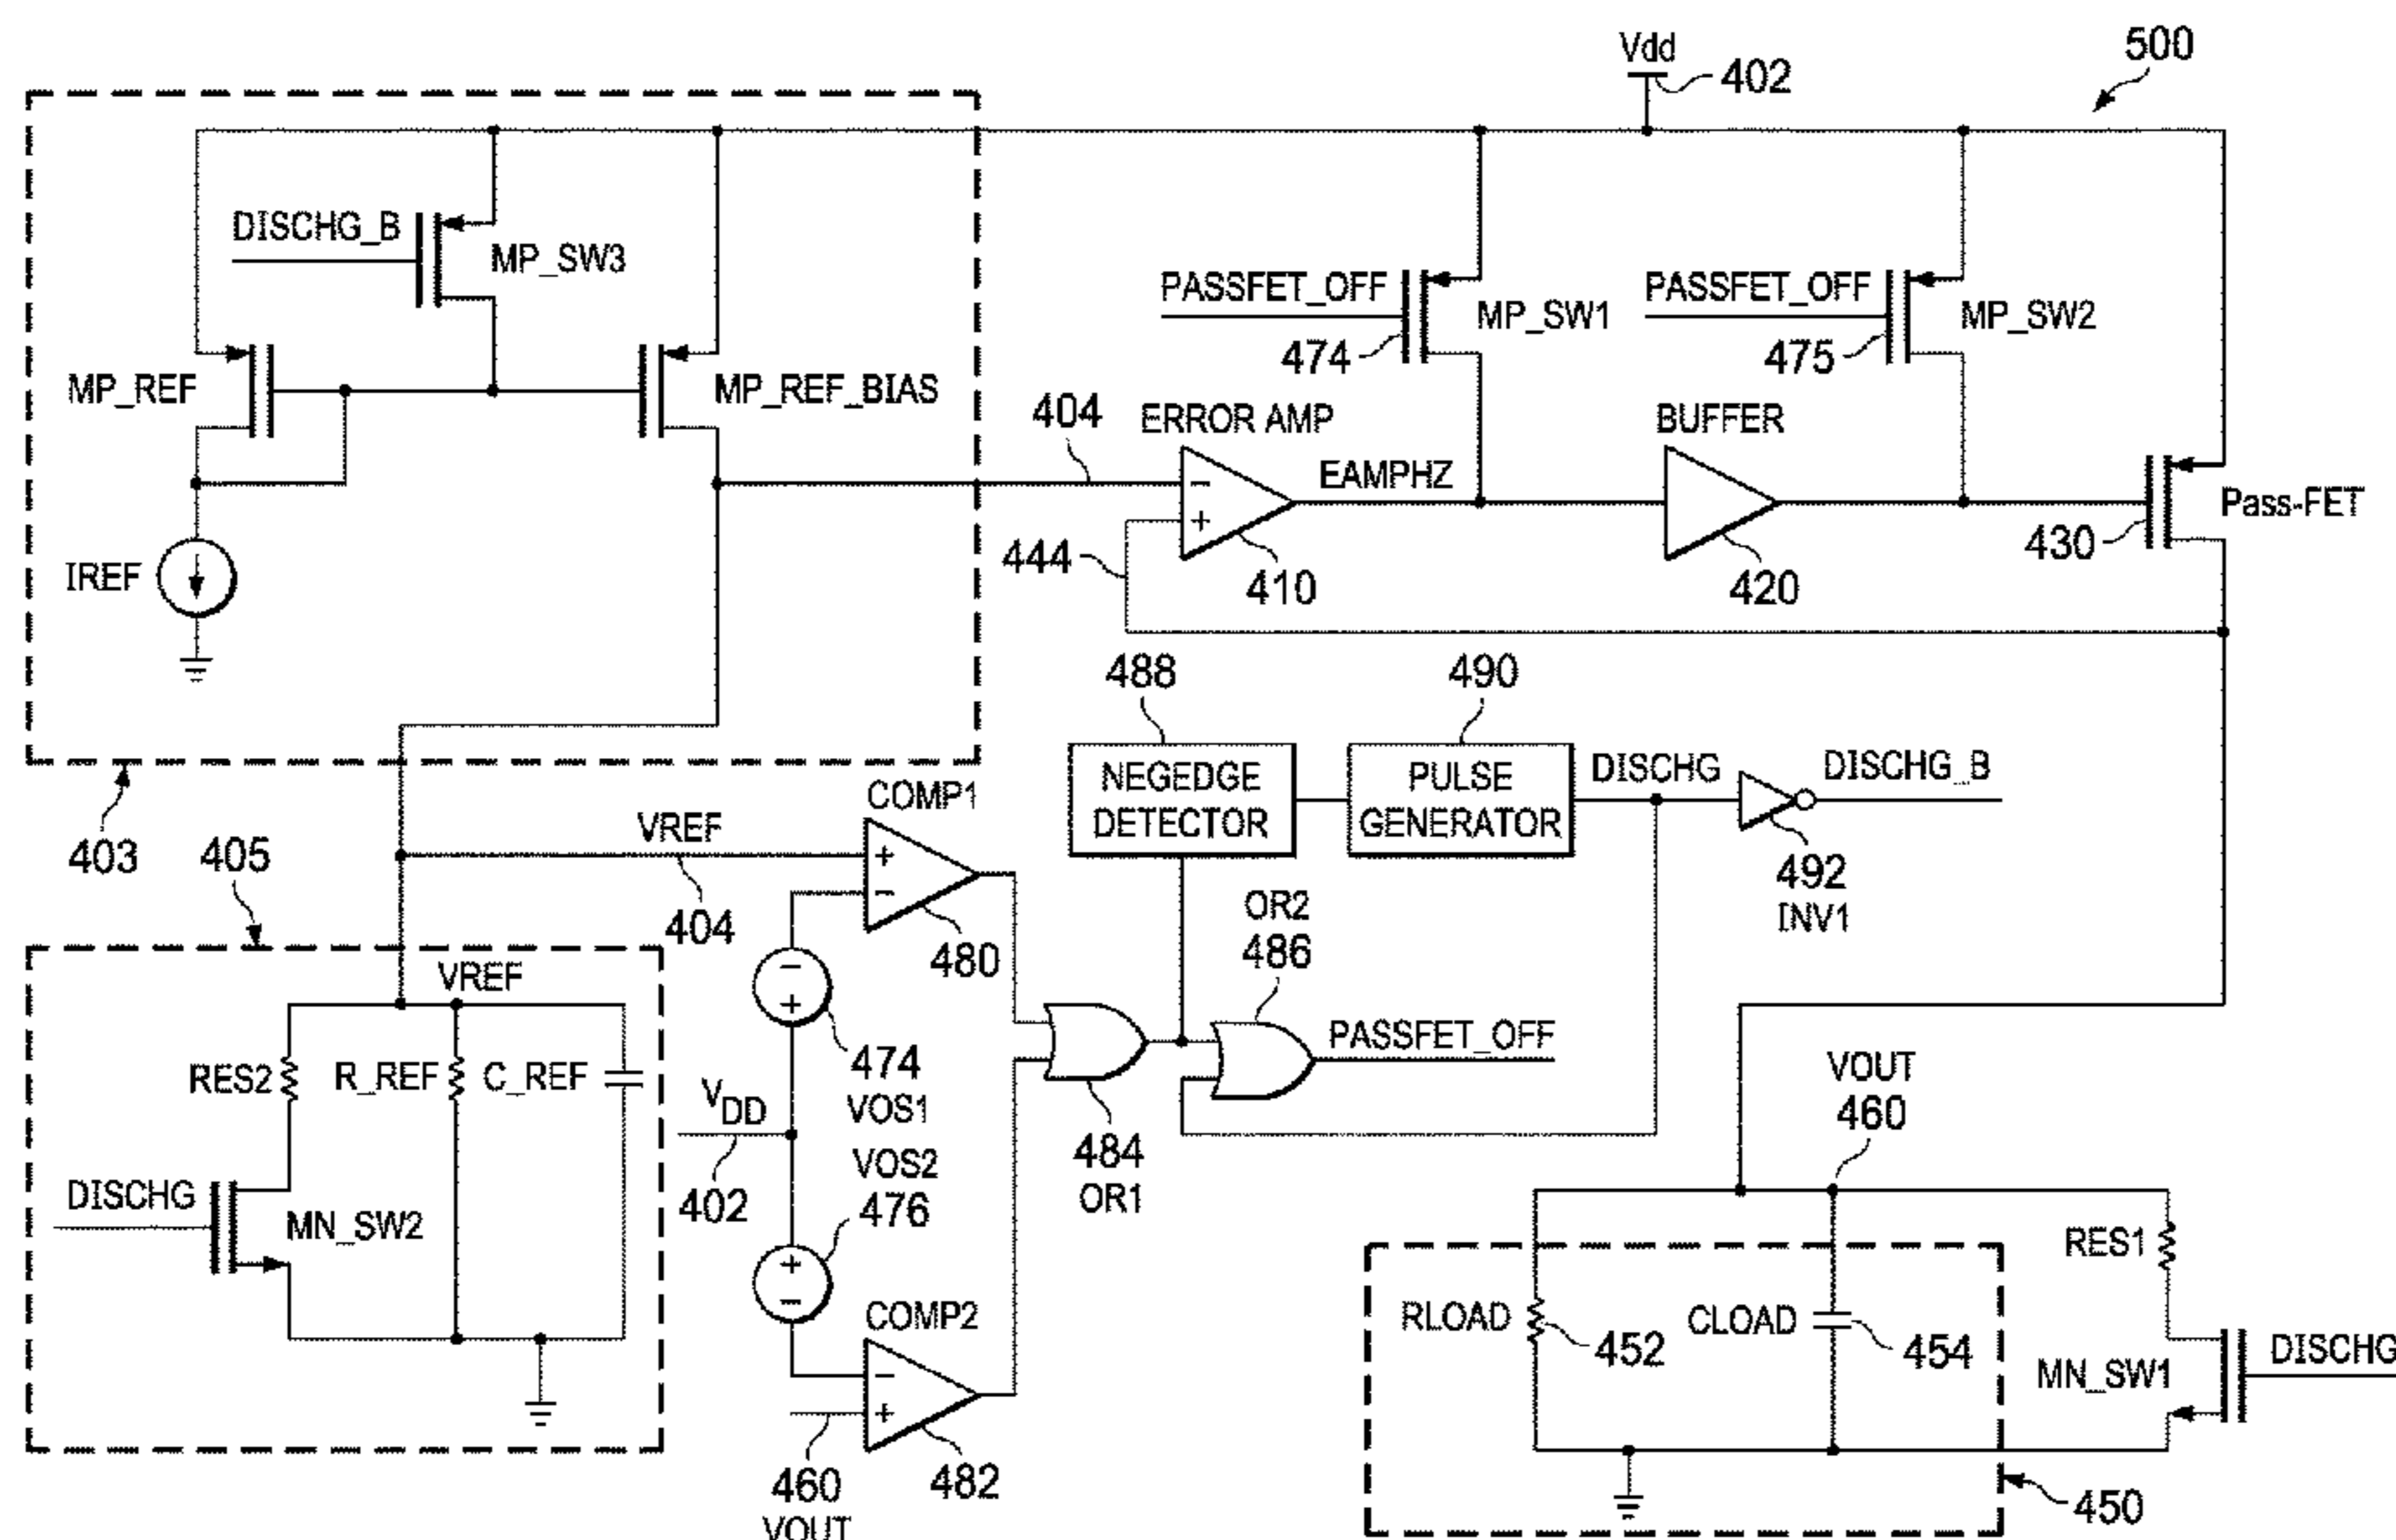 Vdd
402
500
DISCHG_B
MP_SW3
PASSFET_OFF
MP_SW1
474
PASSFET_OFF
MP_SW2
475
MP_REF
MP_REF_BIAS
404
ERROR AMP
BUFFER
EAMPHZ
-
+
410
420
430
Pass-FET
444
IREF
488
490
NEGEDGE
DETECTOR
PULSE
GENERATOR
DISCHG
DISCHG_B
492
INV1
403
405
COMP1
VREF
404
+
-
480
OR2
486
PASSFET_OFF
VREF
RES2
R_REF
C_REF
-
+
474
VOS1
VDD
402
VOS2
476
+
-
484
OR1
DISCHG
MN_SW2
COMP2
-
+
460
VOUT
482
VOUT
460
RES1
RLOAD
452
CLOAD
454
MN_SW1
DISCHG
450